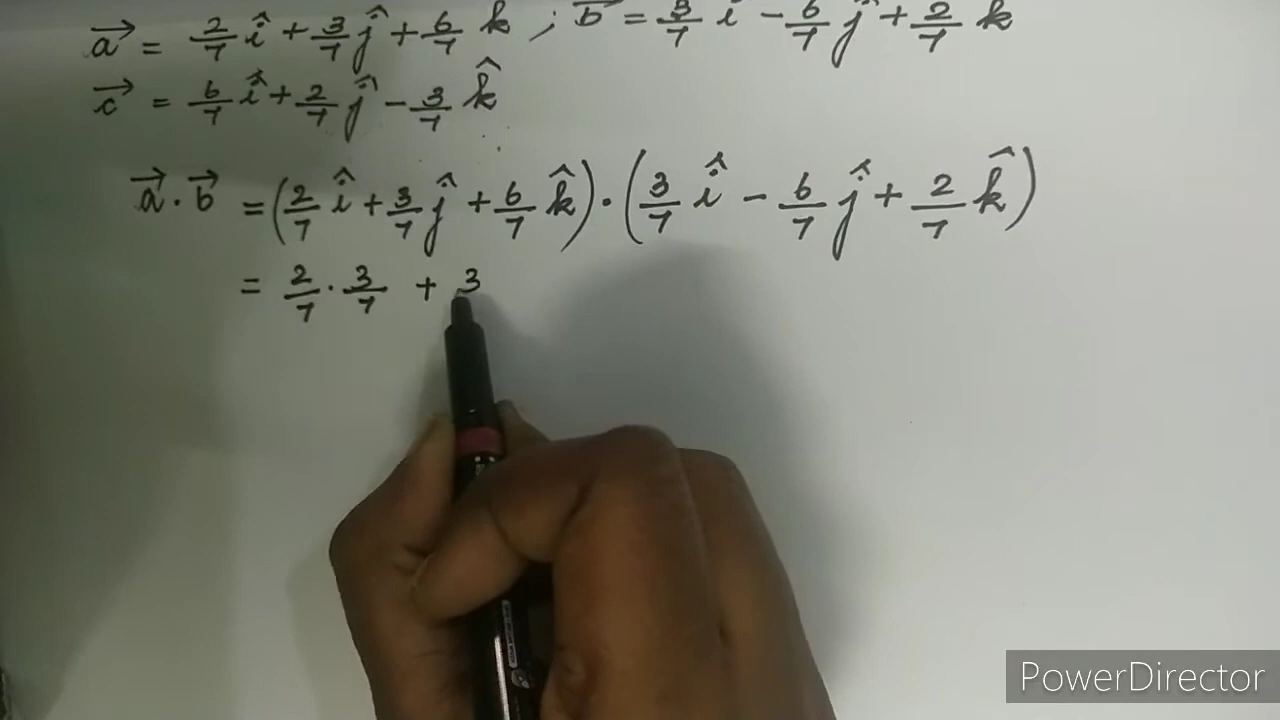 a⃗ = 2/7 î + 3/7 ĵ + 6/7 k ; b⃗ = 3/7 î - 6/7 ĵ + 2/7 k
c⃗ = 6/7 î + 2/7 ĵ - 3/7 k̂
a⃗ . b⃗ = (2/7 î + 3/7 ĵ + 6/7 k̂) . (3/7 î - 6/7 ĵ + 2/7 k̂)
= 2/7 . 3/7 + 3
PowerDirector